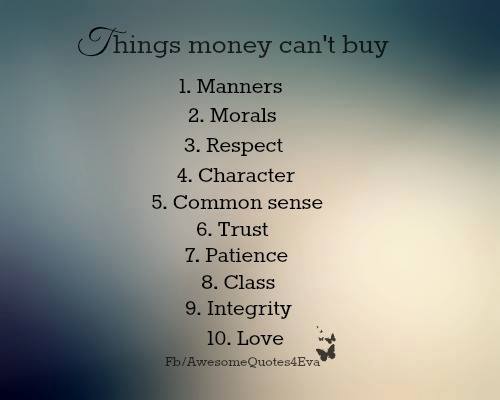 Things money can't buy
1. Manners
2. Morals
3. Respect
4. Character
5. Common sense
6. Trust
7. Patience
8. Class
9. Integrity
10. Love
Fb/AwesomeQuotes4Eva